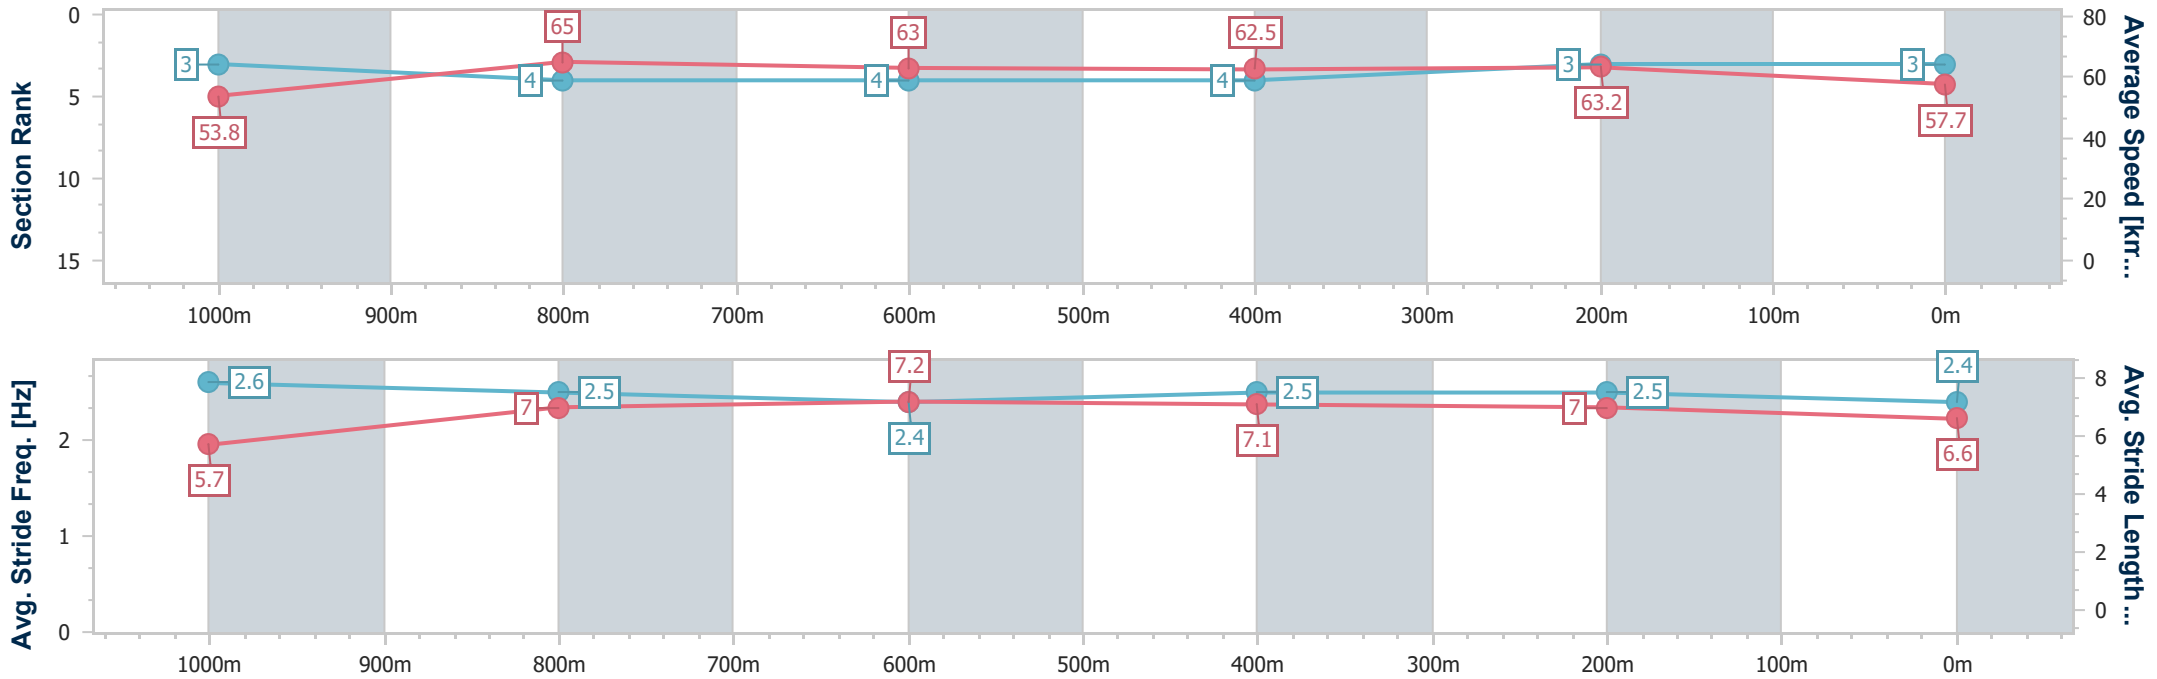 Section Rank
0
5
10
15
3
4
4
4
3
3
53.8
65
63
62.5
63.2
57.7
80
60
40
20
0
Average Speed [km...
1000m
900m
800m
700m
600m
500m
400m
300m
200m
100m
0m
Avg. Stride Freq. [Hz]
2
1
0
2.6
2.5
2.4
2.5
2.5
2.4
5.7
7
7.2
7.1
7
6.6
8
6
4
2
0
Avg. Stride Length...
1000m
900m
800m
700m
600m
500m
400m
300m
200m
100m
0m